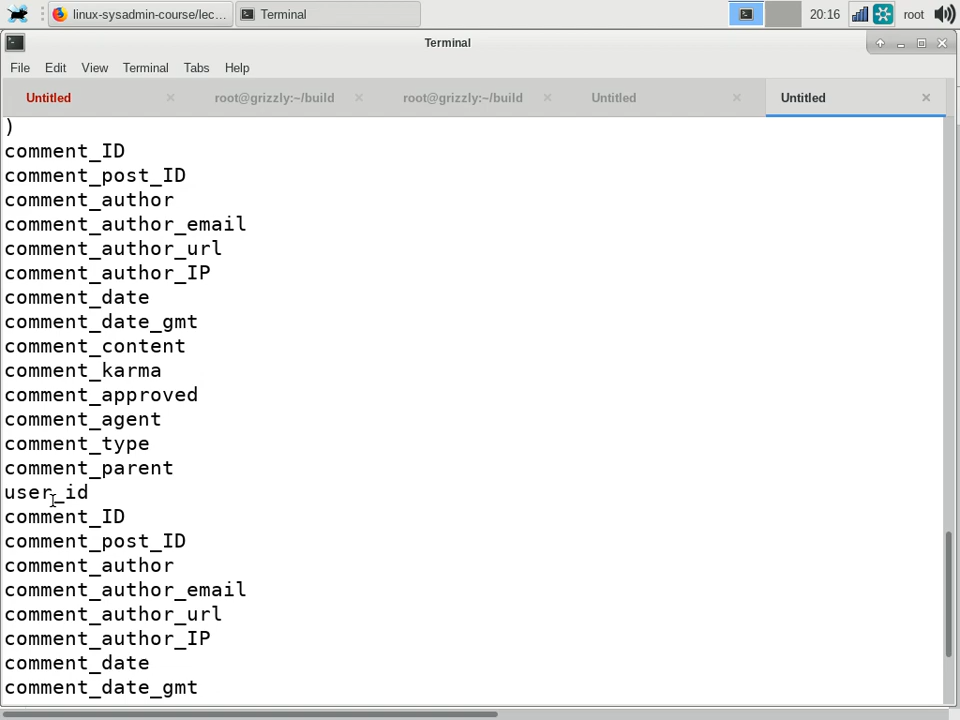 linux-sysadmin-course/lec...
Terminal
20:16
root
Terminal
File Edit View Terminal Tabs Help
Untitled
root@grizzly:~/build
root@grizzly:~/build
Untitled
Untitled
)
comment_ID
comment_post_ID
comment_author
comment_author_email
comment_author_url
comment_author_IP
comment_date
comment_date_gmt
comment_content
comment_karma
comment_approved
comment_agent
comment_type
comment_parent
user_id
comment_ID
comment_post_ID
comment_author
comment_author_email
comment_author_url
comment_author_IP
comment_date
comment_date_gmt